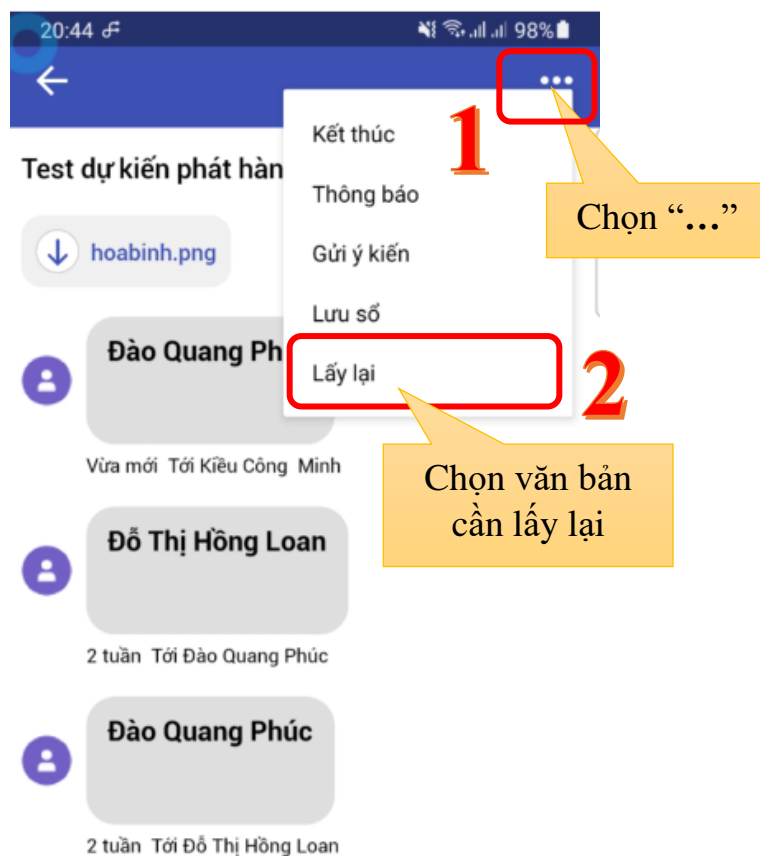 20:44 98%
Kết thúc
1
Test dự kiến phát hàn
Thông báo
Chọn “...”
hoabinh.png
Gửi ý kiến
Lưu sổ
Đào Quang Ph
Lấy lại
2
Vừa mới Tới Kiều Công Minh
Chọn văn bản
cần lấy lại
Đỗ Thị Hồng Loan
2 tuần Tới Đào Quang Phúc
Đào Quang Phúc
2 tuần Tới Đỗ Thị Hồng Loan